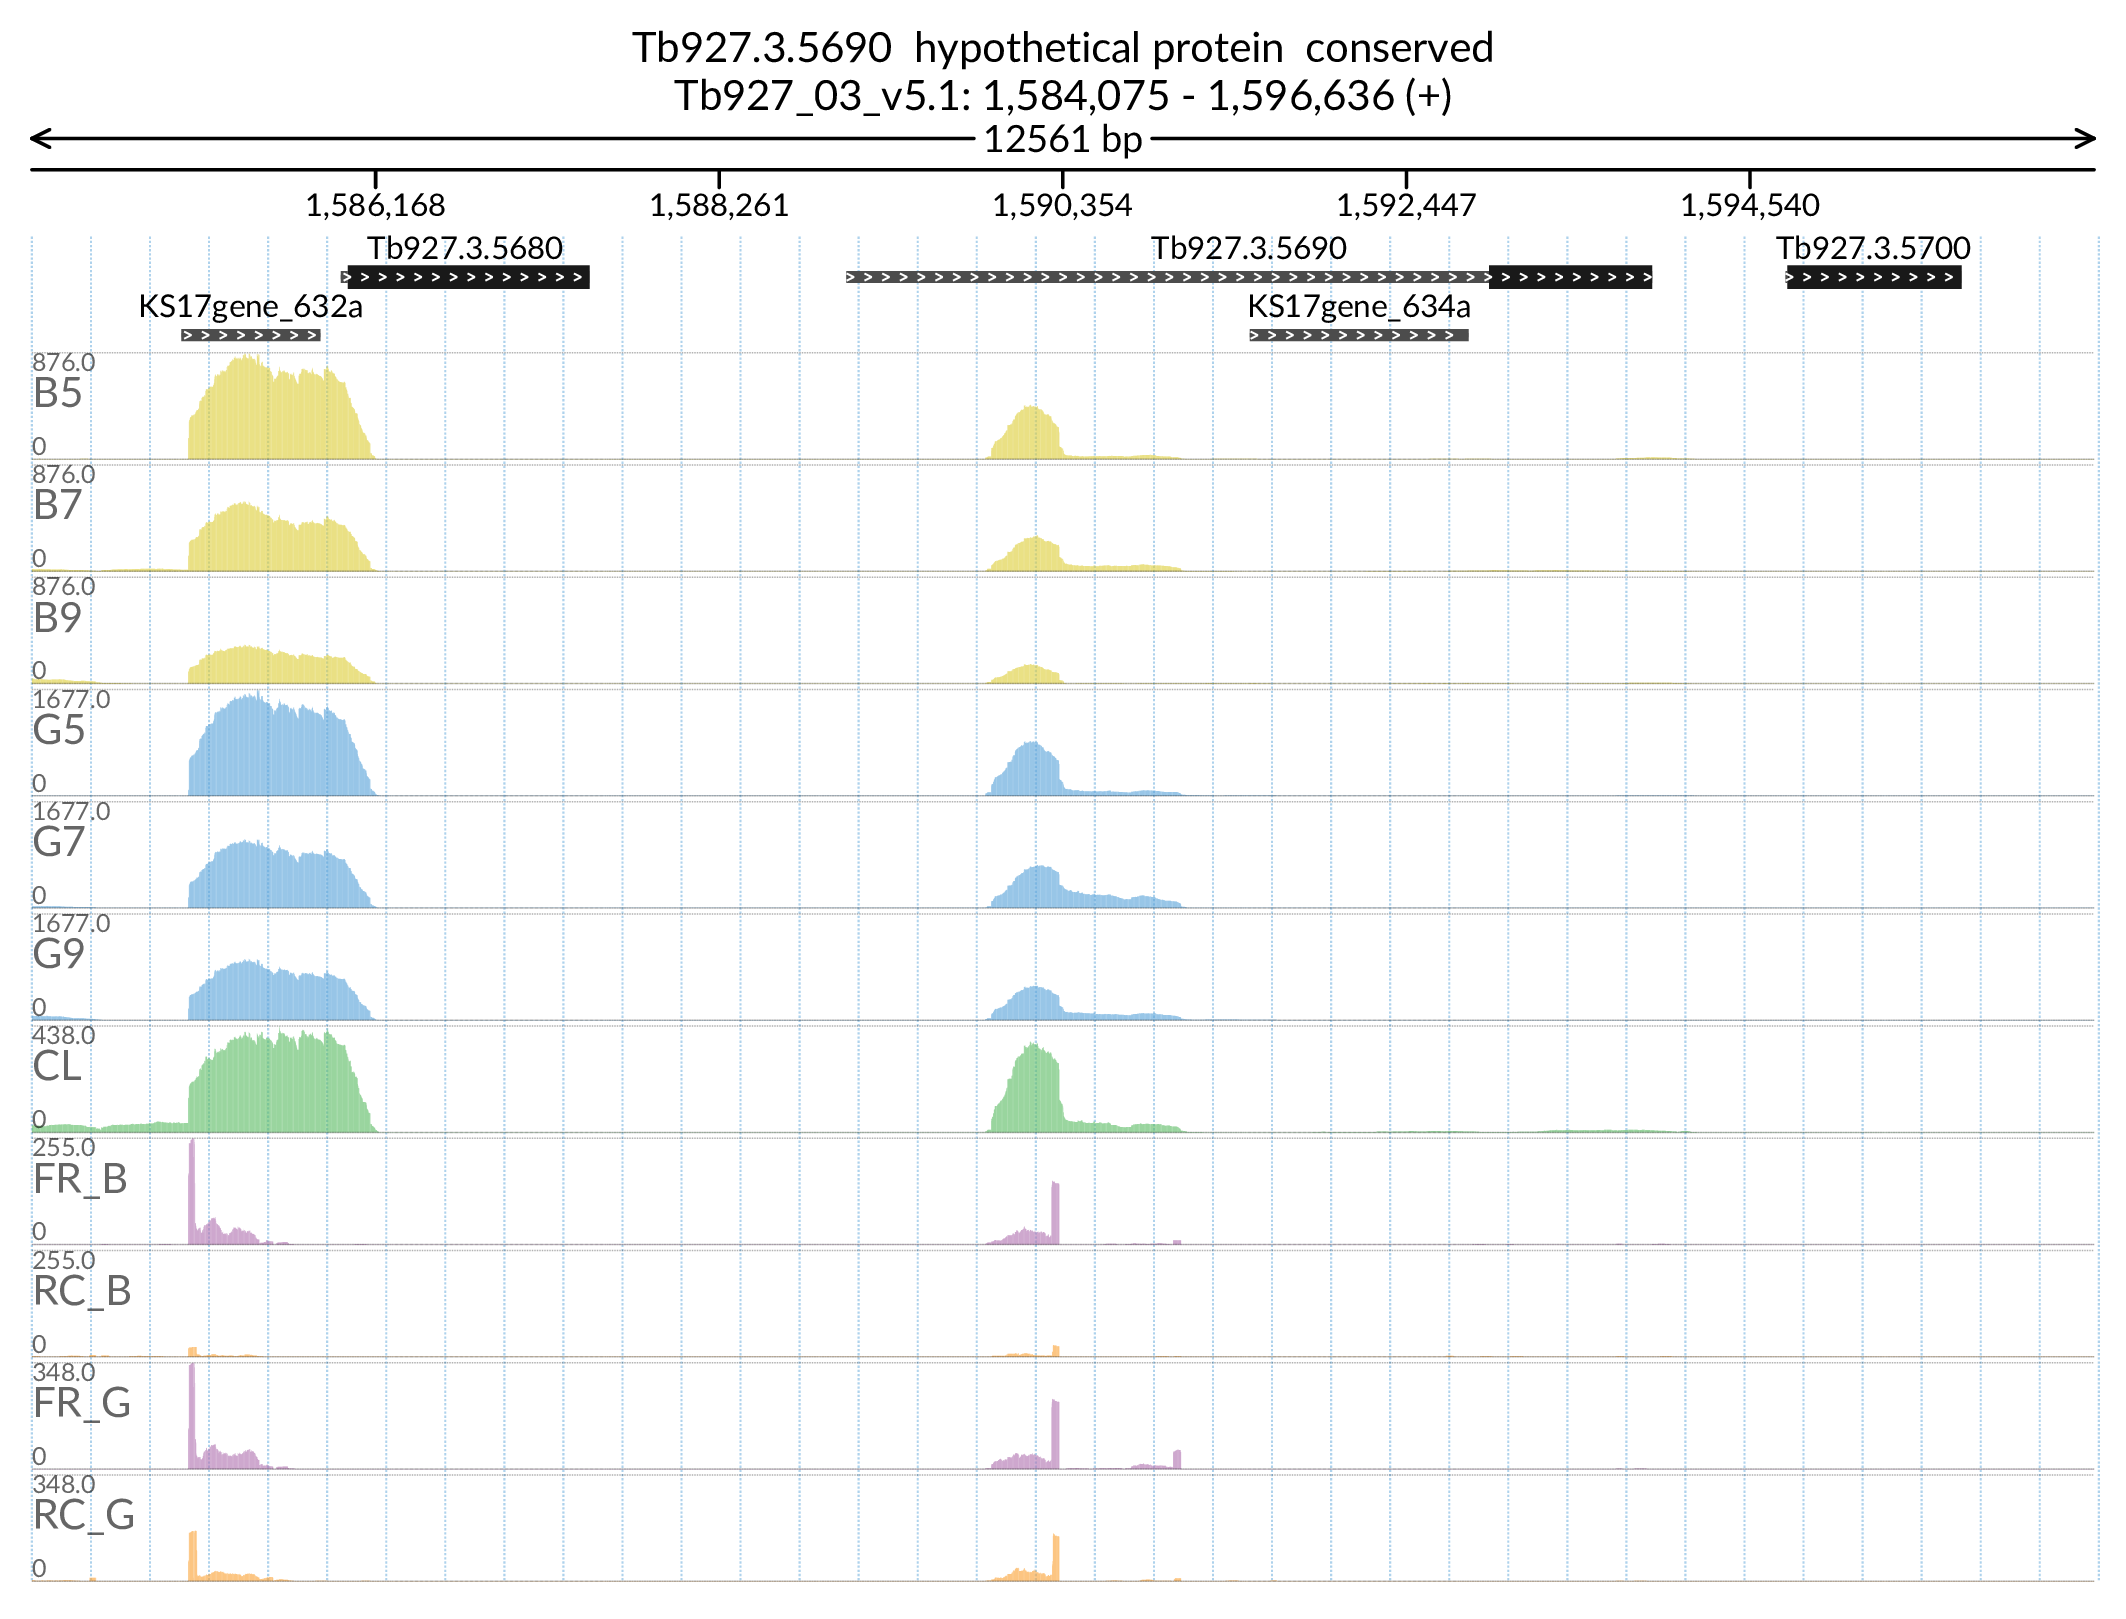 Tb927.3.5690  hypothetical protein  conserved
Tb927_03_v5.1: 1,584,075 - 1,596,636 (+)
12561 bp
1,586,168 1,588,261 1,590,354 1,592,447 1,594,540
Tb927.3.5680 Tb927.3.5690 Tb927.3.5700
KS17gene_632a KS17gene_634a
876.0
B5
0
876.0
B7
0
876.0
B9
0
1677.0
G5
0
1677.0
G7
0
1677.0
G9
0
438.0
CL
0
255.0
FR_B
0
255.0
RC_B
0
348.0
FR_G
0
348.0
RC_G
0